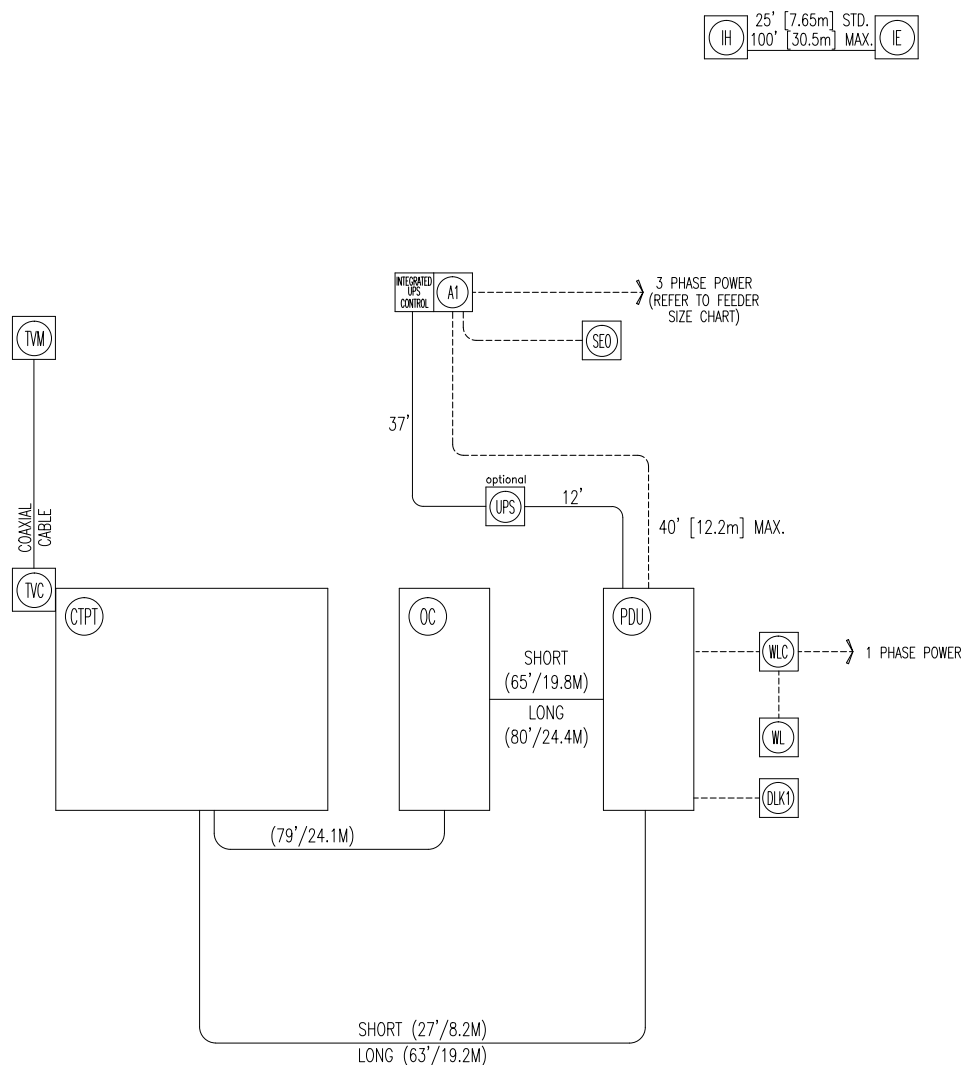 25' [7.65m] STD.
IH
100' [30.5m] MAX.
IE
INTEGRATED
UPS
CONTROL
A1
3 PHASE POWER
(REFER TO FEEDER
SIZE CHART)
TVM
SEO
37'
optional
UPS
12'
40' [12.2m] MAX.
COAXIAL
CABLE
TVC
CTPT
OC
PDU
SHORT
(65'/19.8M)
LONG
(80'/24.4M)
WLC
1 PHASE POWER
WL
DLK1
(79'/24.1M)
SHORT (27'/8.2M)
LONG (63'/19.2M)